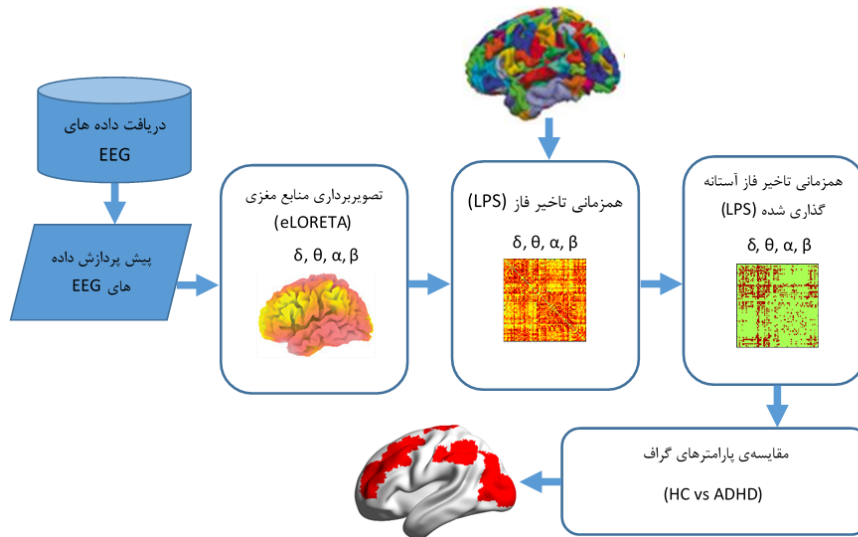 دریافت داده های
EEG
پیش پردازش داده
های EEG
تصویربرداری منابع مغزی
(eLORETA)
δ, θ, α, β
همزمانی تاخیر فاز (LPS)
δ, θ, α, β
همزمانی تاخیر فاز آستانه
گذاری شده (LPS)
δ, θ, α, β
مقایسه‌ی پارامترهای گراف
(HC vs ADHD)